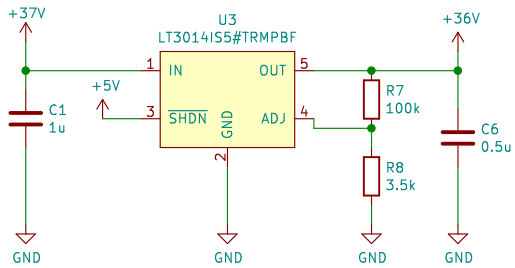 +37V
U3
+36V
LT3014IS5#TRMPBF
+5V
1
IN
OUT
5
R7
100k
C1
1u
3
SHDN
GND
ADJ
4
C6
0.5u
2
R8
3.5k
GND
GND
GND
GND